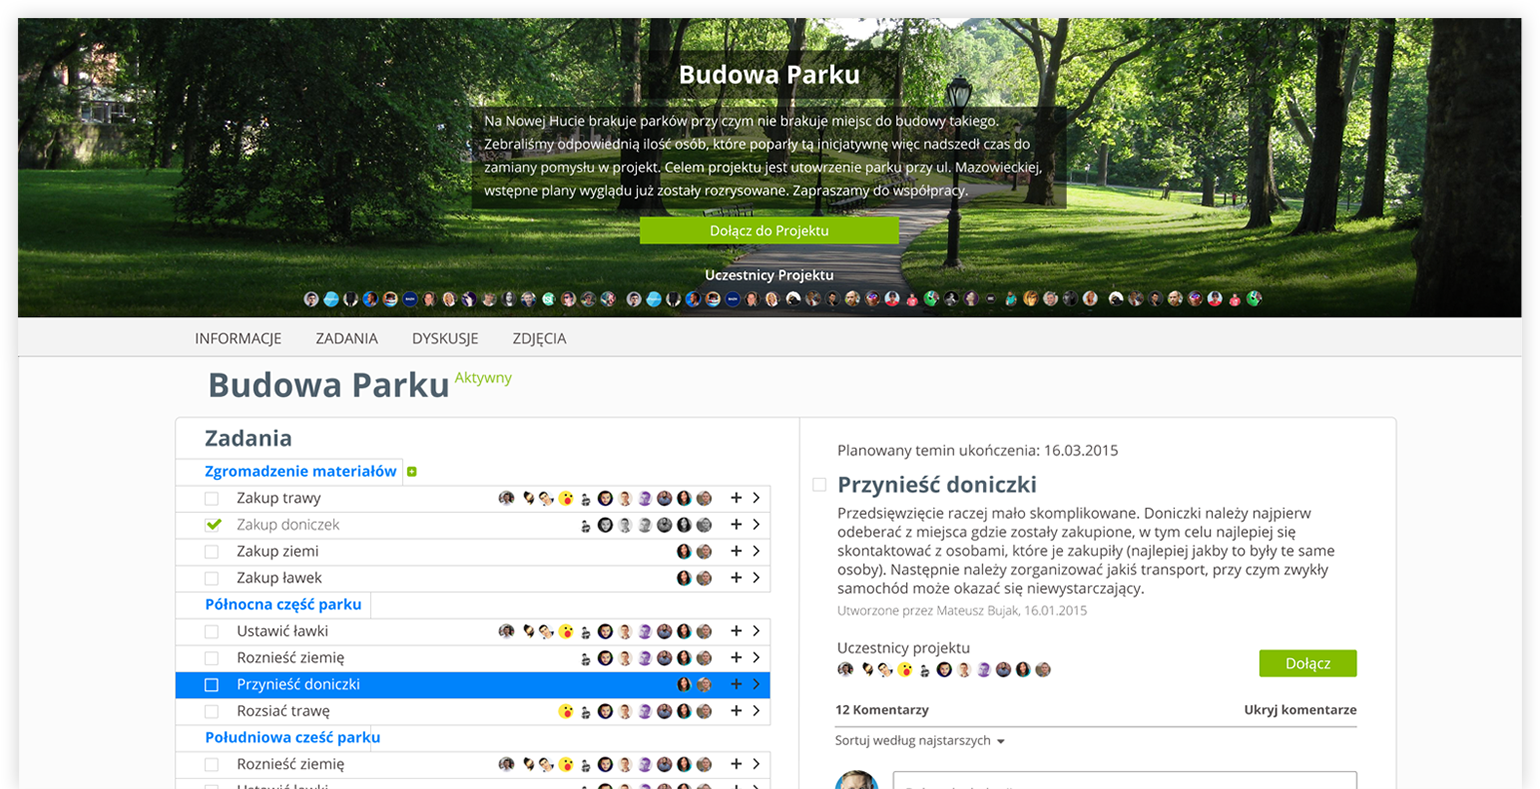 Budowa Parku
Na Nowej Hucie brakuje parków przy czym nie brakuje miejsc do budowy takiego.
Zebraliśmy odpowiednią ilość osób, które poparły tą inicjatywnę więc nadszedł czas do
zamiany pomysłu w projekt. Celem projektu jest utowrzenie parku przy ul. Mazowieckiej,
wstępne plany wyglądu już zostały rozrysowane. Zapraszamy do współpracy.
Dołącz do Projektu
Uczestnicy Projektu
INFORMACJE ZADANIA DYSKUSJE ZDJĘCIA
Budowa Parku Aktywny
Zadania
Zgromadzenie materiałów
Zakup trawy
Zakup doniczek
Zakup ziemi
Zakup ławek
Północna część parku
Ustawić ławki
Roznieść ziemię
Przynieść doniczki
Rozsiać trawę
Południowa cześć parku
Roznieść ziemię
Ustawić ławki
Planowany temin ukończenia: 16.03.2015
Przynieść doniczki
Przedsięwzięcie raczej mało skomplikowane. Doniczki należy najpierw
odeberać z miejsca gdzie zostały zakupione, w tym celu najlepiej się
skontaktować z osobami, które je zakupiły (najlepiej jakby to były te same
osoby). Następnie należy zorganizować jakiś transport, przy czym zwykły
samochód może okazać się niewystarczający.
Utworzone przez Mateusz Bujak, 16.01.2015
Uczestnicy projektu
Dołącz
12 Komentarzy Ukryj komentarze
Sortuj według najstarszych